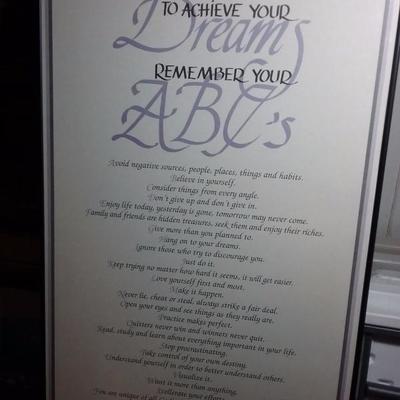 TO ACHIEVE YOUR
Dreams
REMEMBER YOUR
ABC's
Avoid negative sources, people, places, things and habits.
Believe in yourself.
Consider things from every angle.
Don't give up and don't give in.
Enjoy life today, yesterday is gone, tomorrow may never come.
Family and friends are hidden treasures, seek them and enjoy their riches.
Give more than you planned to.
Hang on to your dreams.
Ignore those who try to discourage you.
Just do it.
Keep trying no matter how hard it seems, it will get easier.
Love yourself first and most.
Make it happen.
Never lie, cheat or steal, always strike a fair deal.
Open your eyes and see things as they really are.
Practice makes perfect.
Quitters never win and winners never quit.
Read, study and learn about everything important in your life.
Stop procrastinating.
Take control of your own destiny.
Understand yourself in order to better understand others.
Visualize it.
Want it more than anything.
Xcellerate your efforts.
You are unique of all